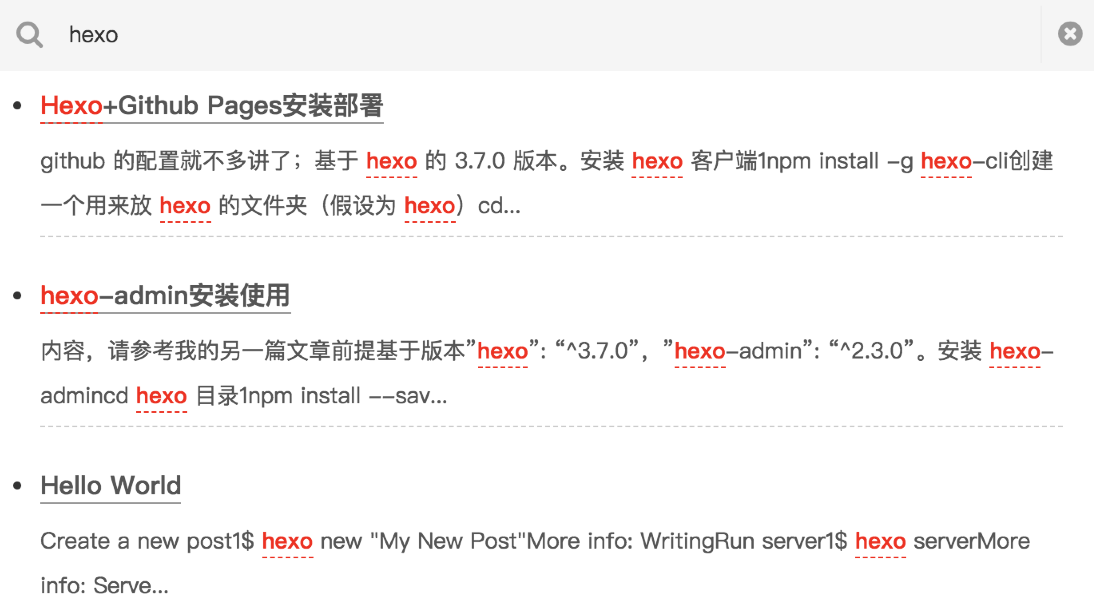 hexo
Hexo+Github Pages安装部署
github 的配置就不多讲了；基于 hexo 的 3.7.0 版本。安装 hexo 客户端1npm install -g hexo-cli创建
一个用来放 hexo 的文件夹（假设为 hexo）cd...
hexo-admin安装使用
内容，请参考我的另一篇文章前提基于版本”hexo”: “^3.7.0”，”hexo-admin”: “^2.3.0”。安装 hexo-
admincd hexo 目录1npm install --sav...
Hello World
Create a new post1$ hexo new "My New Post"More info: WritingRun server1$ hexo serverMore
info: Serve...